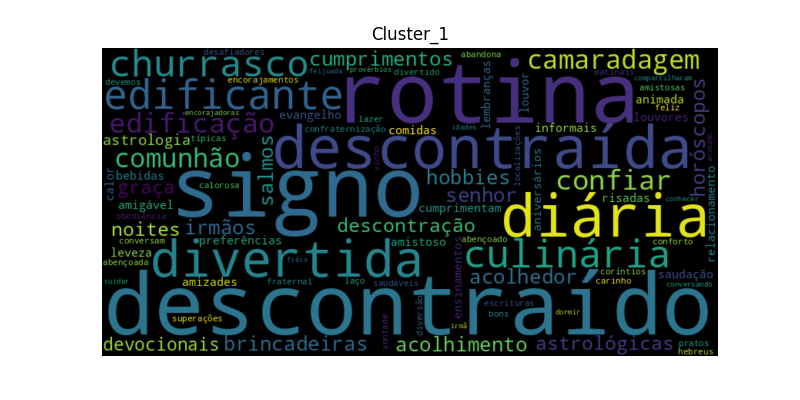 Cluster_1
desafiadores
abandona
churrasco
cumprimentos
camaradagem
feijoada
provérbios
divertido
matinais
devemos
encorajamentos
compartilharam
edificante
rotina
lembranças
louvor
amistosas
animada
feliz
horóscopos
encorajadoras
evangelho
lazer
louvores
edificação
confraternização
comidas
idades
informais
astrologia
típicas
descontraída
localizações
comunhão
salmos
vinho
calor
bebidas
calorosa
signo
hobbies
confiar
conhecer
graça
senhor
aniversários
risadas
relacionamento
amigável
cumprimentam
diária
obediência
noites
irmãos
descontração
conversam
preferências
amistoso
abençoado
conforto
leveza
divertida
culinária
abençoada
fiéis
ensinamentos
coríntios
saudação
cuidar
amizades
fraternal
laço
saudáveis
acolhedor
carinho
conversando
descontraído
diversão
escrituras
superações
bons
dormir
irmã
vontade
devocionais
brincadeiras
acolhimento
astrológicas
pratos
hebreus